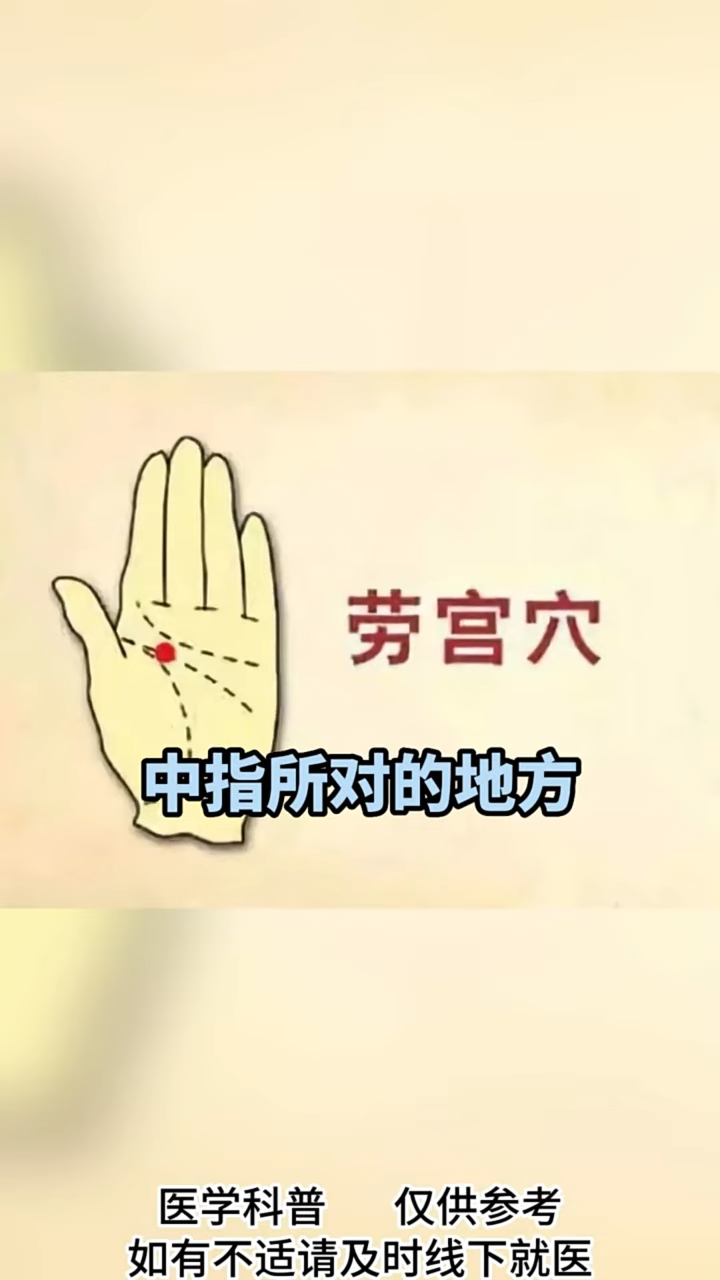 劳宫穴
中指所对的地方
医学科普 仅供参考
如有不适请及时线下就医